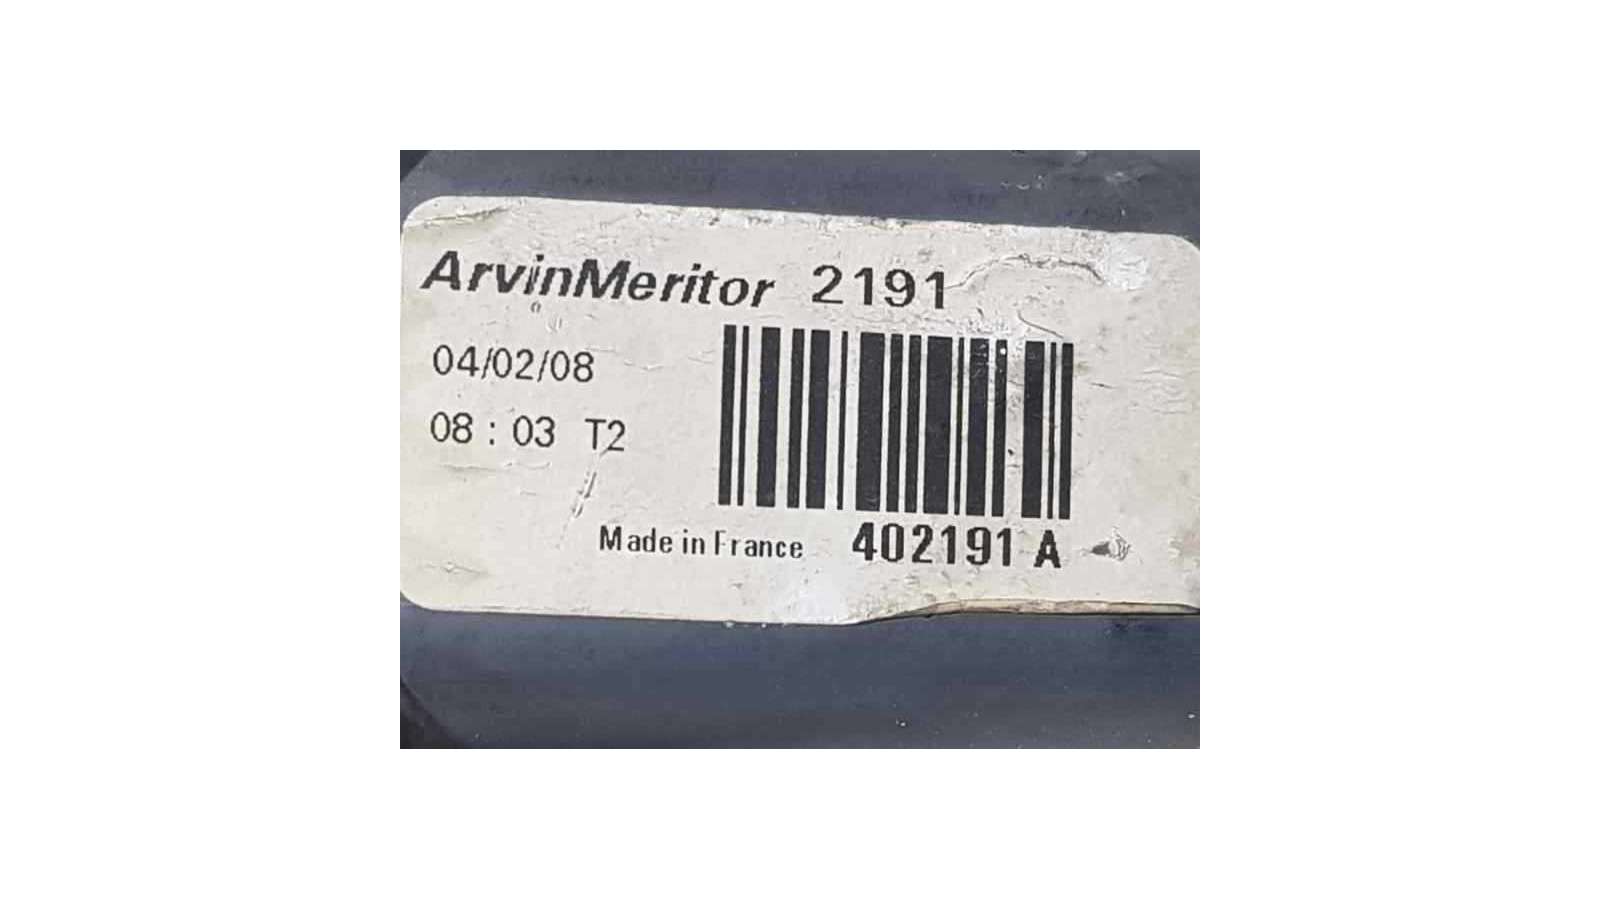 ArvinMeritor 2191
04/02/08
08 : 03 T2
Made in France 402191 A